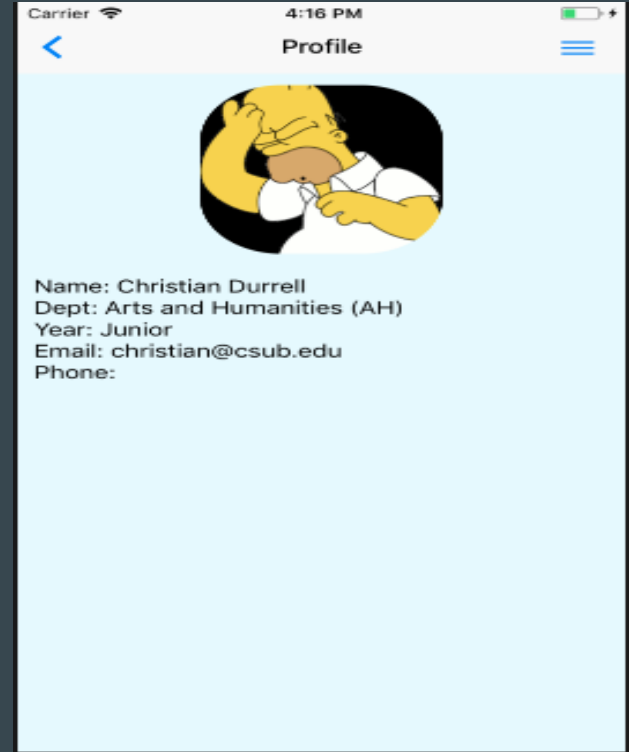 Carrier 4:16 PM
Profile
Name: Christian Durrell
Dept: Arts and Humanities (AH)
Year: Junior
Email: christian@csub.edu
Phone: